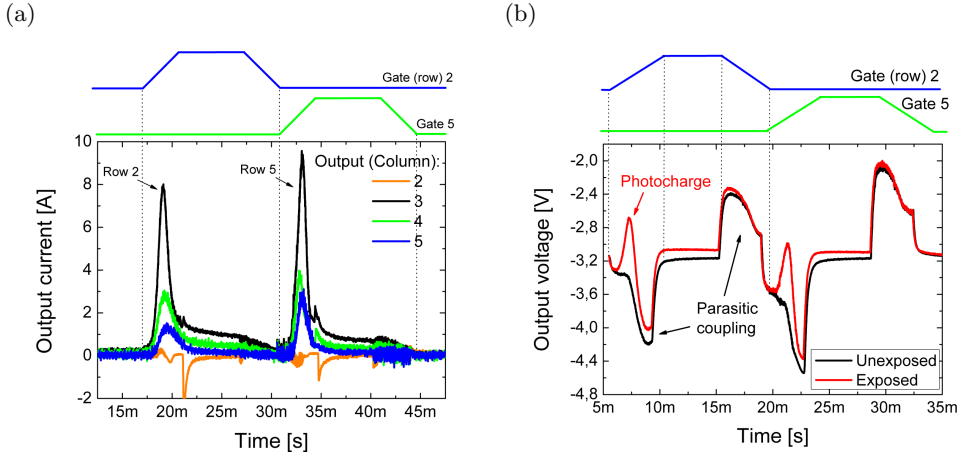 (a)
Gate (row) 2
Gate 5
Output current [A]
10
8
6
4
2
0
-2
Row 2
Row 5
Output (Column):
2
3
4
5
15m 20m 25m 30m 35m 40m 45m
Time [s]
(b)
Gate (row) 2
Gate 5
Output voltage [V]
-2,0
-2,4
-2,8
-3,2
-3,6
-4,0
-4,4
-4,8
Photocharge
Parasitic
coupling
Unexposed
Exposed
5m 10m 15m 20m 25m 30m 35m
Time [s]